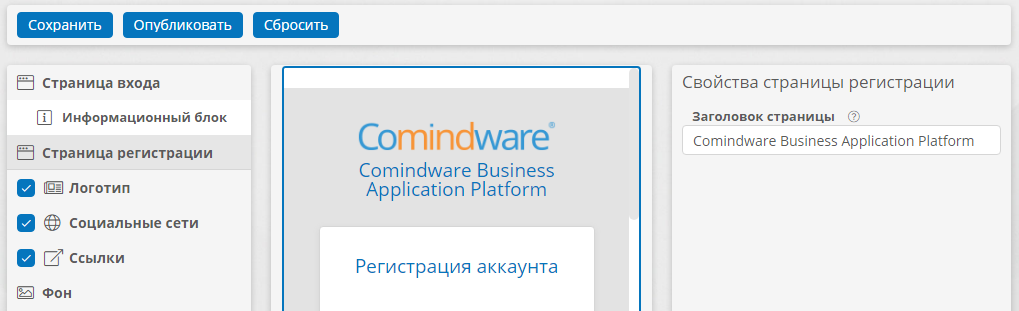 Сохранить
Опубликовать
Сбросить
Страница входа
Информационный блок
Страница регистрации
Логотип
Социальные сети
Ссылки
Фон
Comindware®
Comindware Business
Application Platform
Регистрация аккаунта
Свойства страницы регистрации
Заголовок страницы
Comindware Business Application Platform